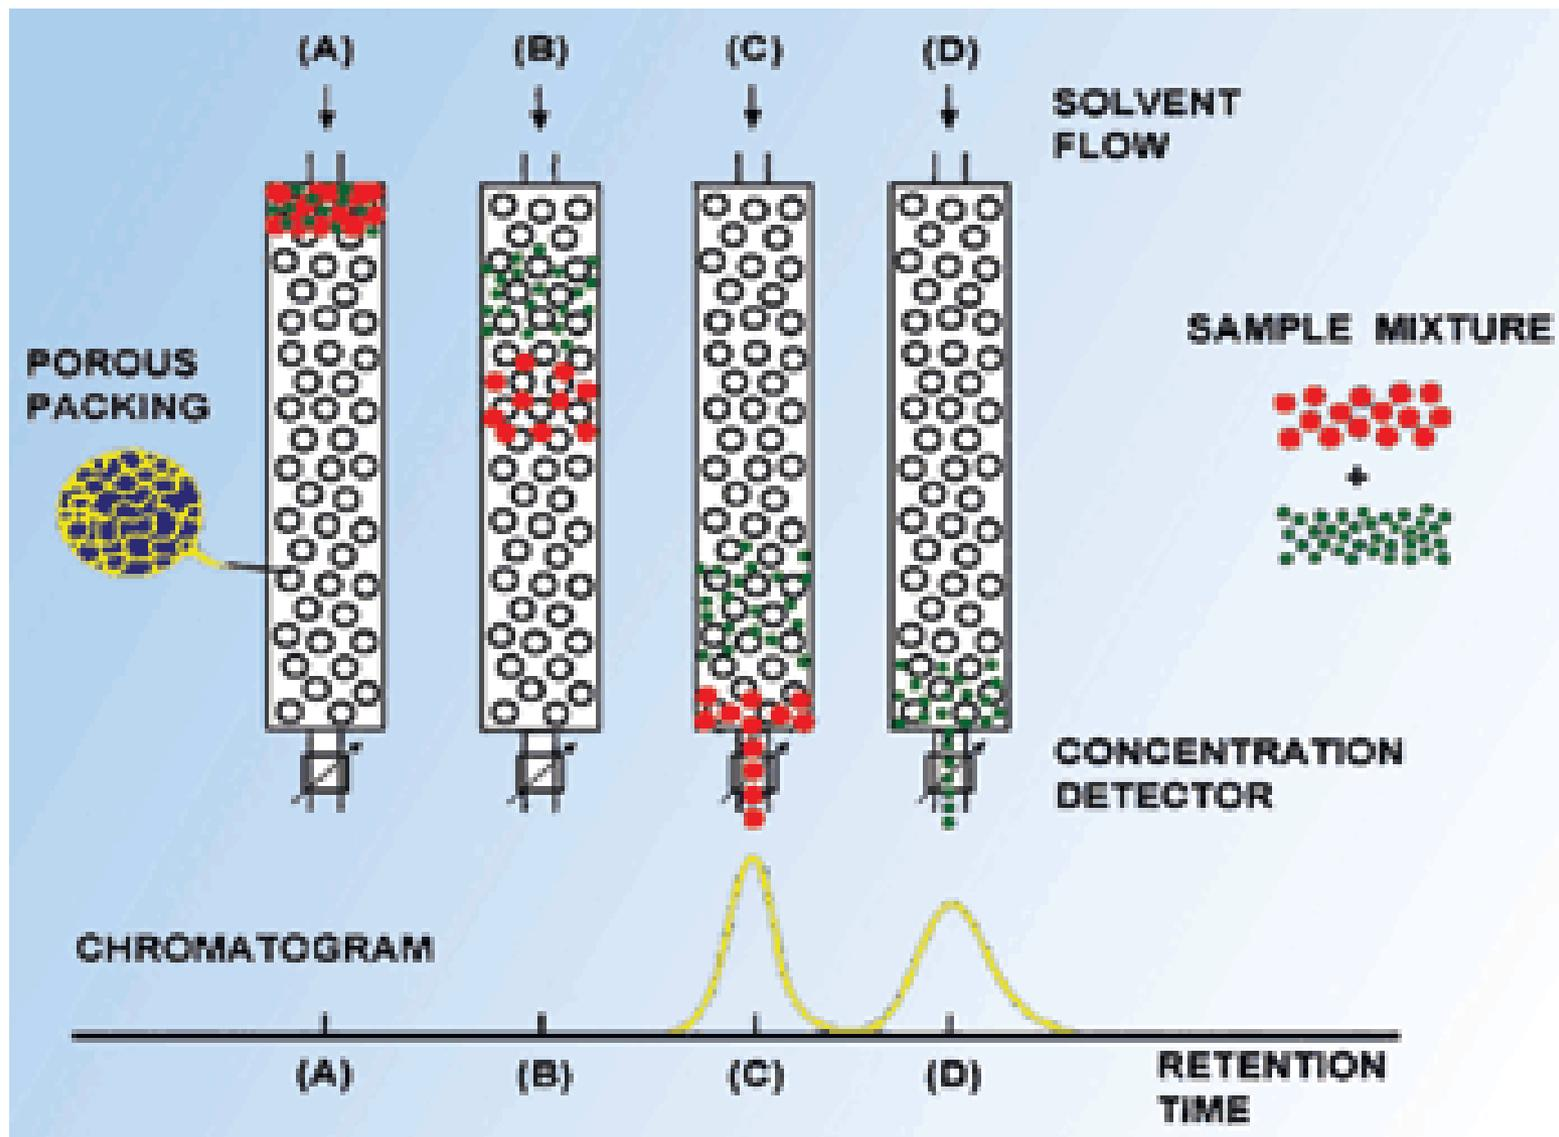 (A) (B) (C) (D)
SOLVENT
FLOW
POROUS
PACKING
SAMPLE MIXTURE
+
CONCENTRATION
DETECTOR
CHROMATOGRAM
(A) (B) (C) (D)
RETENTION
TIME